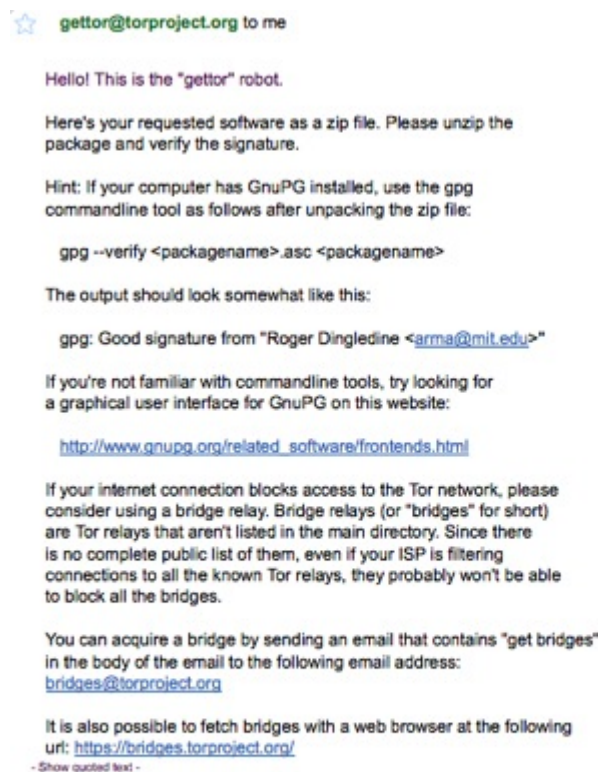 gettor@torproject.org to me
Hello! This is the "gettor" robot.
Here's your requested software as a zip file. Please unzip the
package and verify the signature.
Hint: If your computer has GnuPG installed, use the gpg
commandline tool as follows after unpacking the zip file:
gpg --verify <packagename>.asc <packagename>
The output should look somewhat like this:
gpg: Good signature from "Roger Dingledine <arma@mit.edu>"
If you're not familiar with commandline tools, try looking for
a graphical user interface for GnuPG on this website:
http://www.gnupg.org/related_software/frontends.html
If your internet connection blocks access to the Tor network, please
consider using a bridge relay. Bridge relays (or "bridges" for short)
are Tor relays that aren't listed in the main directory. Since there
is no complete public list of them, even if your ISP is filtering
connections to all the known Tor relays, they probably won't be able
to block all the bridges.
You can acquire a bridge by sending an email that contains "get bridges"
in the body of the email to the following email address:
bridges@torproject.org
It is also possible to fetch bridges with a web browser at the following
url: https://bridges.torproject.org/
- Show quoted text -